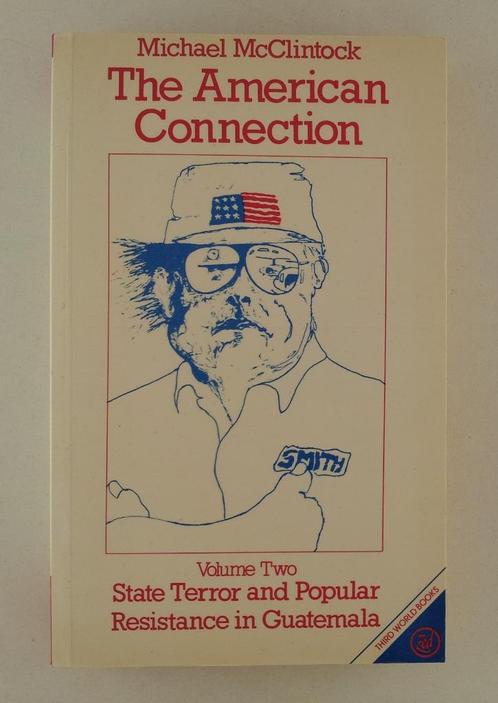 Michael McClintock
The American
Connection
SMITH
Volume Two
State Terror and Popular
Resistance in Guatemala
THIRD WORLD BOOKS